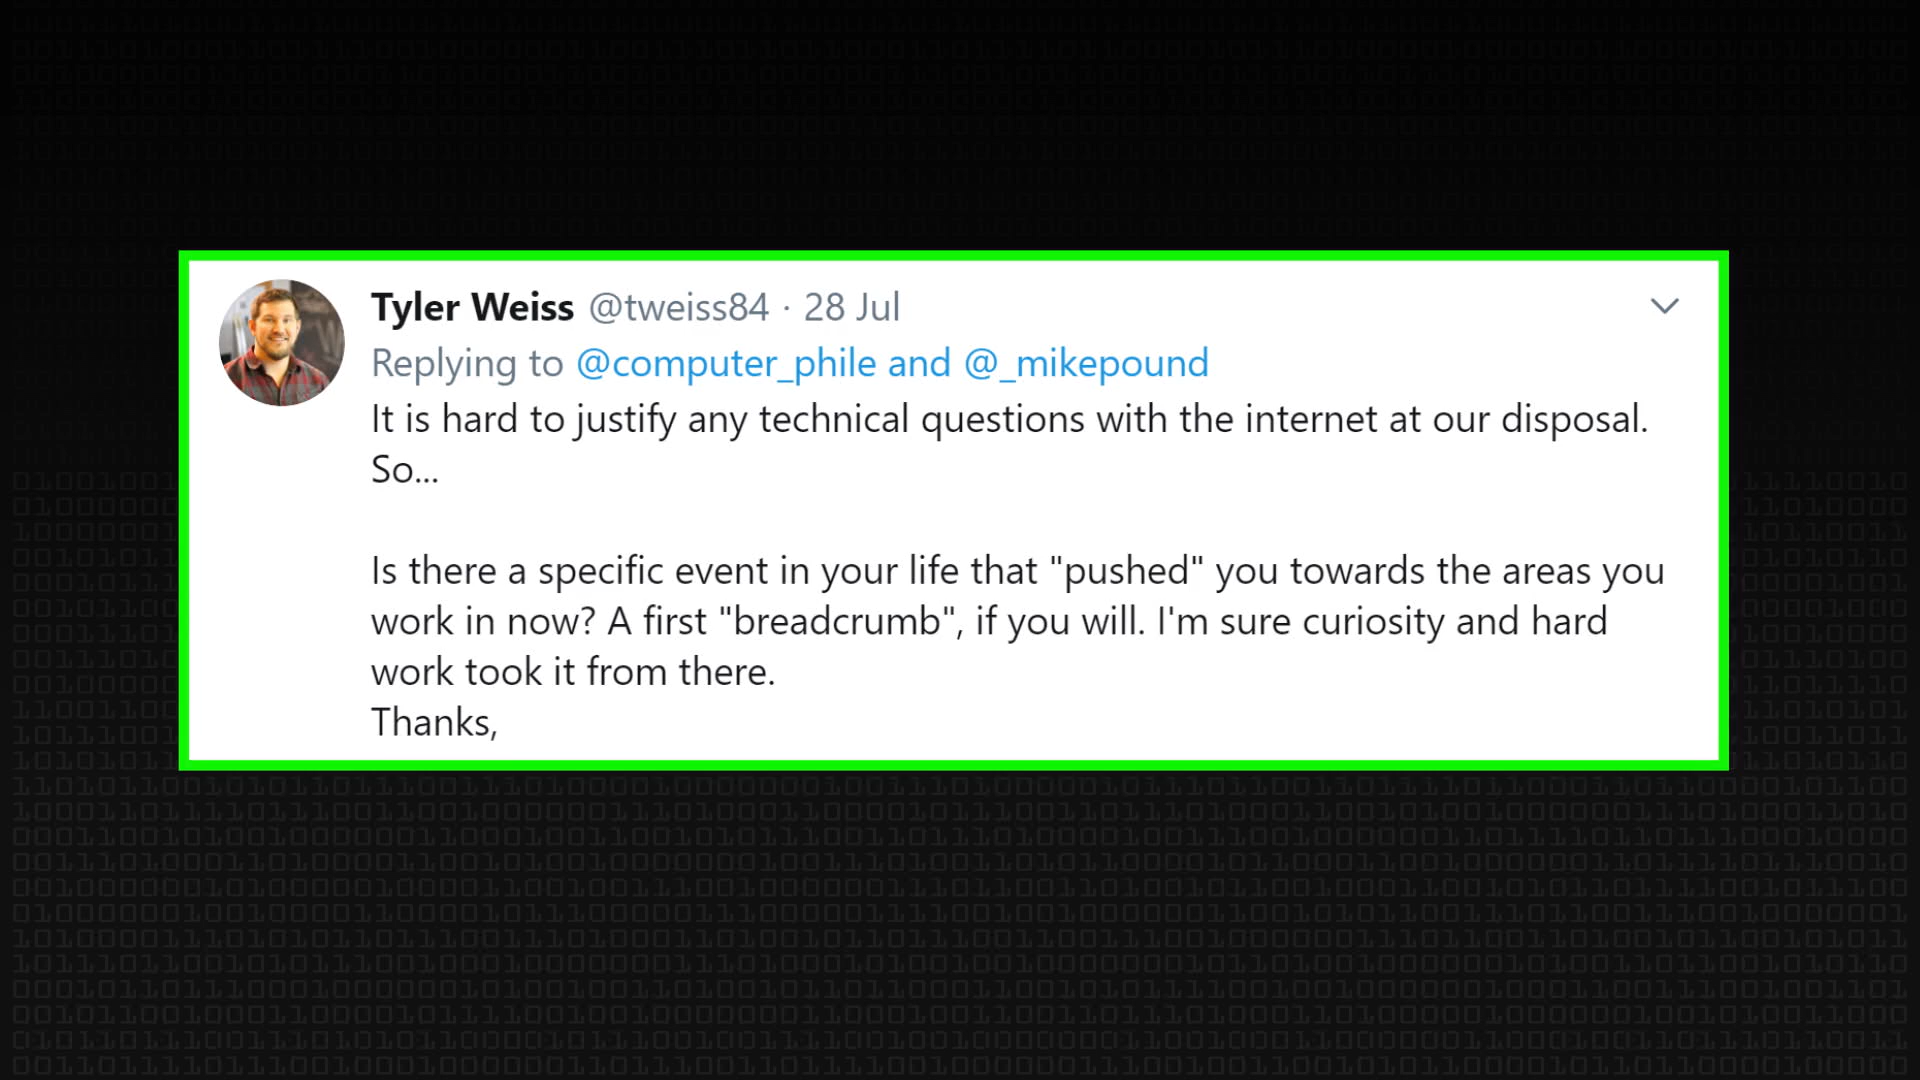 Tyler Weiss @tweiss84 · 28 Jul
Replying to @computer_phile and @_mikepound
It is hard to justify any technical questions with the internet at our disposal.
So...
Is there a specific event in your life that "pushed" you towards the areas you
work in now? A first "breadcrumb", if you will. I'm sure curiosity and hard
work took it from there.
Thanks,